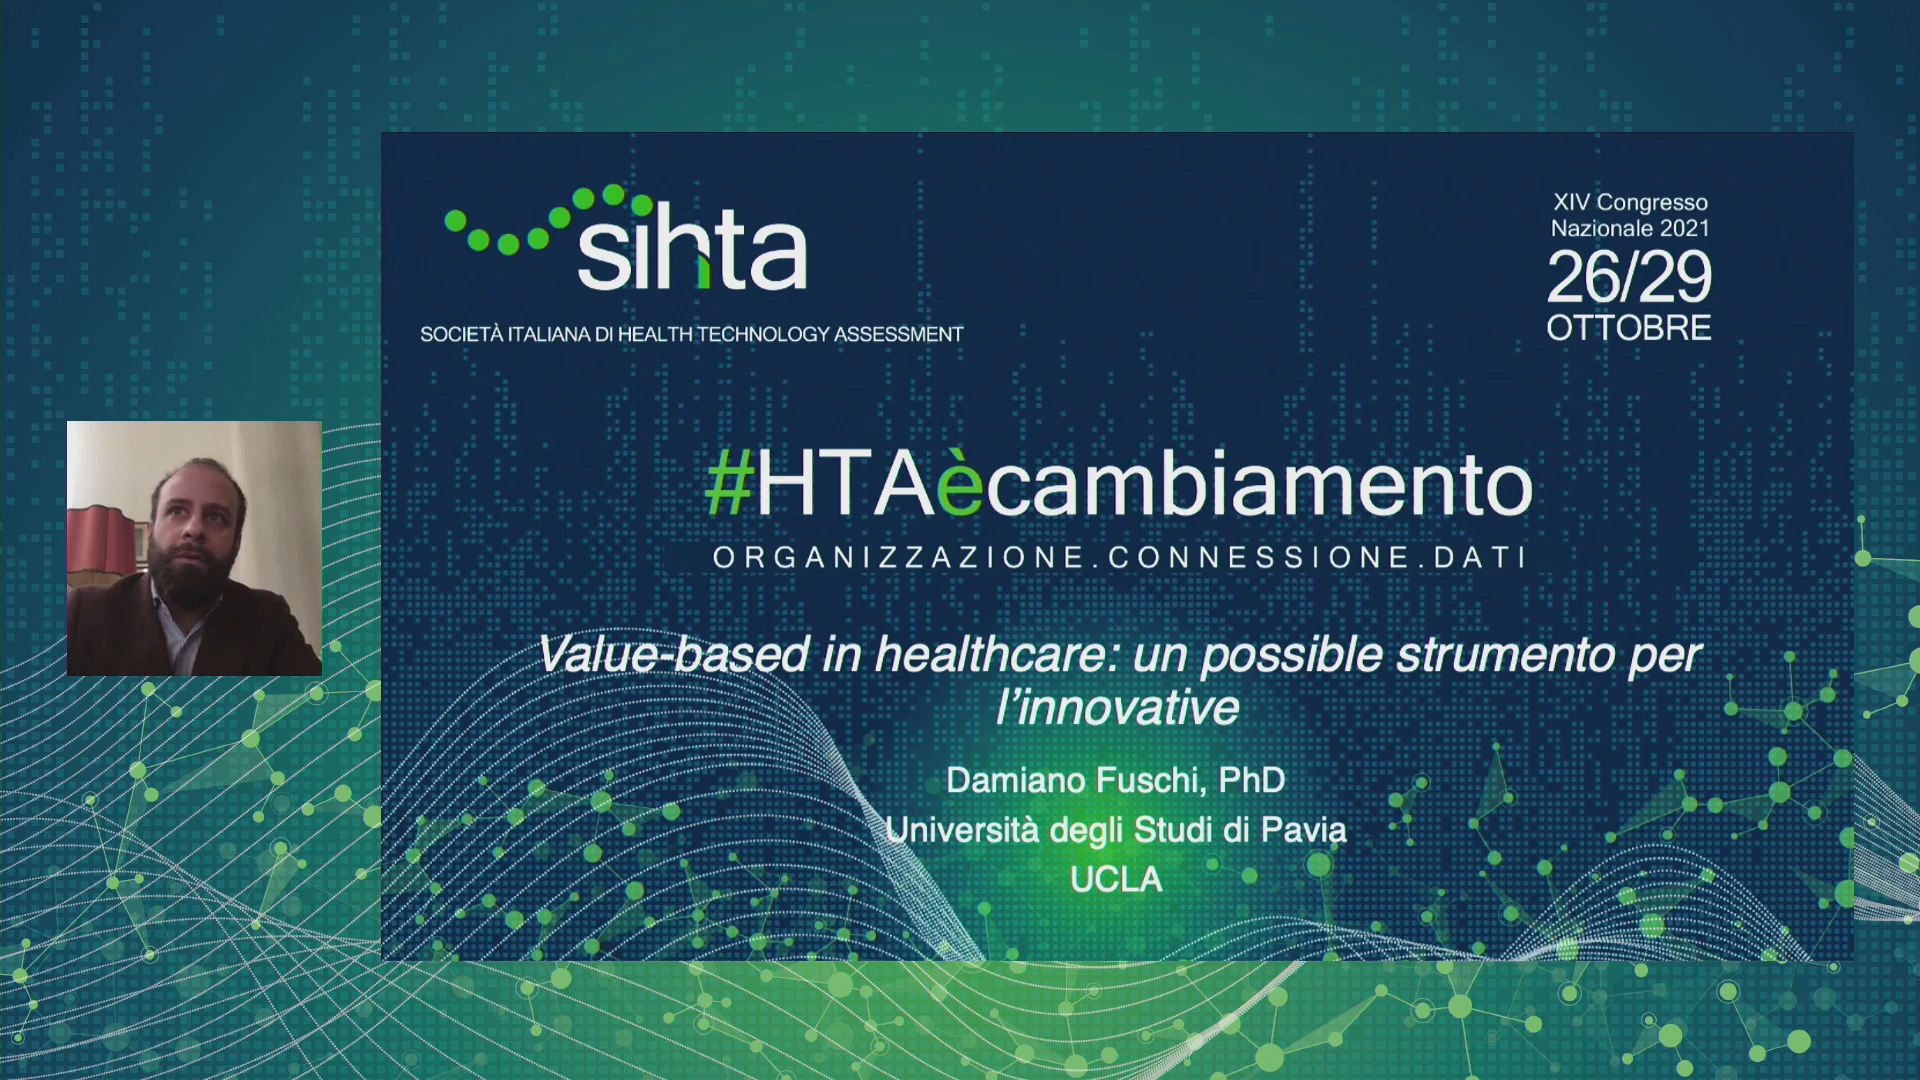 sihta
SOCIETÀ ITALIANA DI HEALTH TECHNOLOGY ASSESSMENT
XIV Congresso
Nazionale 2021
26/29
OTTOBRE
#HTAècambiamento
ORGANIZZAZIONE.CONNESSIONE.DATI
Value-based in healthcare: un possible strumento per
l’innovative
Damiano Fuschi, PhD
Università degli Studi di Pavia
UCLA